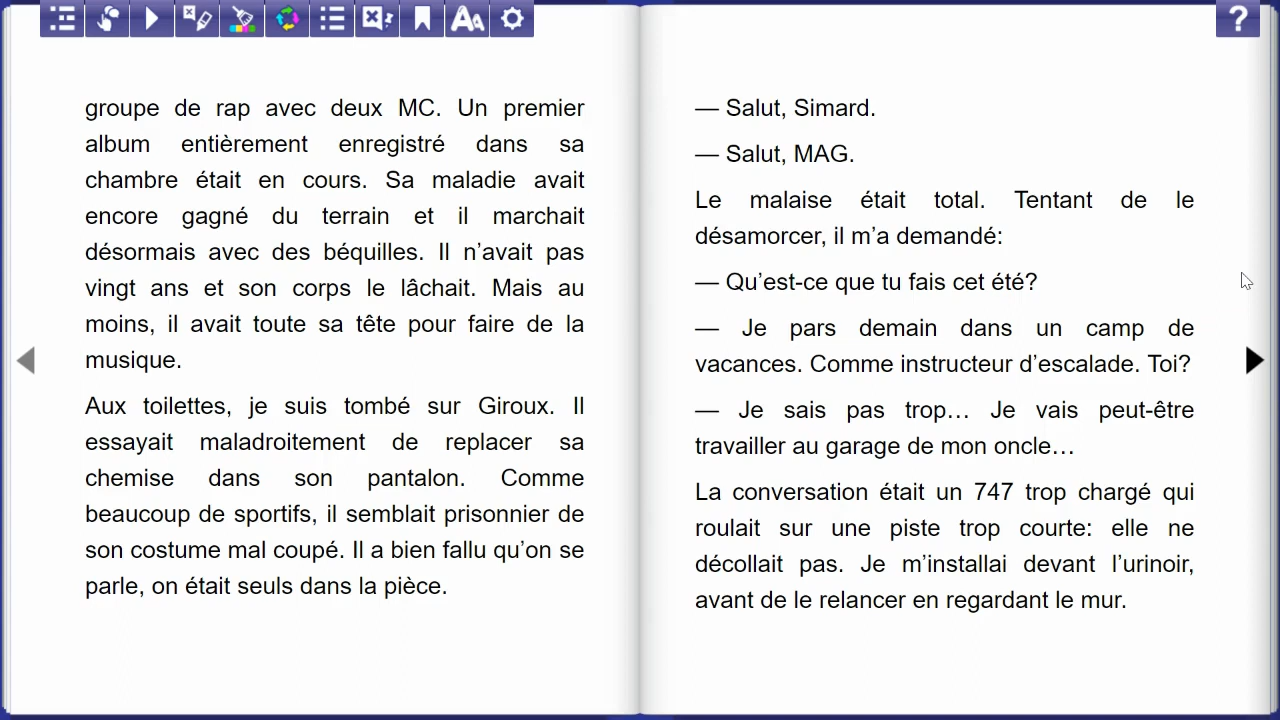 groupe de rap avec deux MC. Un premier
album entièrement enregistré dans sa
chambre était en cours. Sa maladie avait
encore gagné du terrain et il marchait
désormais avec des béquilles. Il n’avait pas
vingt ans et son corps le lâchait. Mais au
moins, il avait toute sa tête pour faire de la
musique.
Aux toilettes, je suis tombé sur Giroux. Il
essayait maladroitement de replacer sa
chemise dans son pantalon. Comme
beaucoup de sportifs, il semblait prisonnier de
son costume mal coupé. Il a bien fallu qu’on se
parle, on était seuls dans la pièce.
— Salut, Simard.
— Salut, MAG.
Le malaise était total. Tentant de le
désamorcer, il m’a demandé:
— Qu’est-ce que tu fais cet été?
— Je pars demain dans un camp de
vacances. Comme instructeur d’escalade. Toi?
— Je sais pas trop… Je vais peut-être
travailler au garage de mon oncle…
La conversation était un 747 trop chargé qui
roulait sur une piste trop courte: elle ne
décollait pas. Je m’installai devant l’urinoir,
avant de le relancer en regardant le mur.